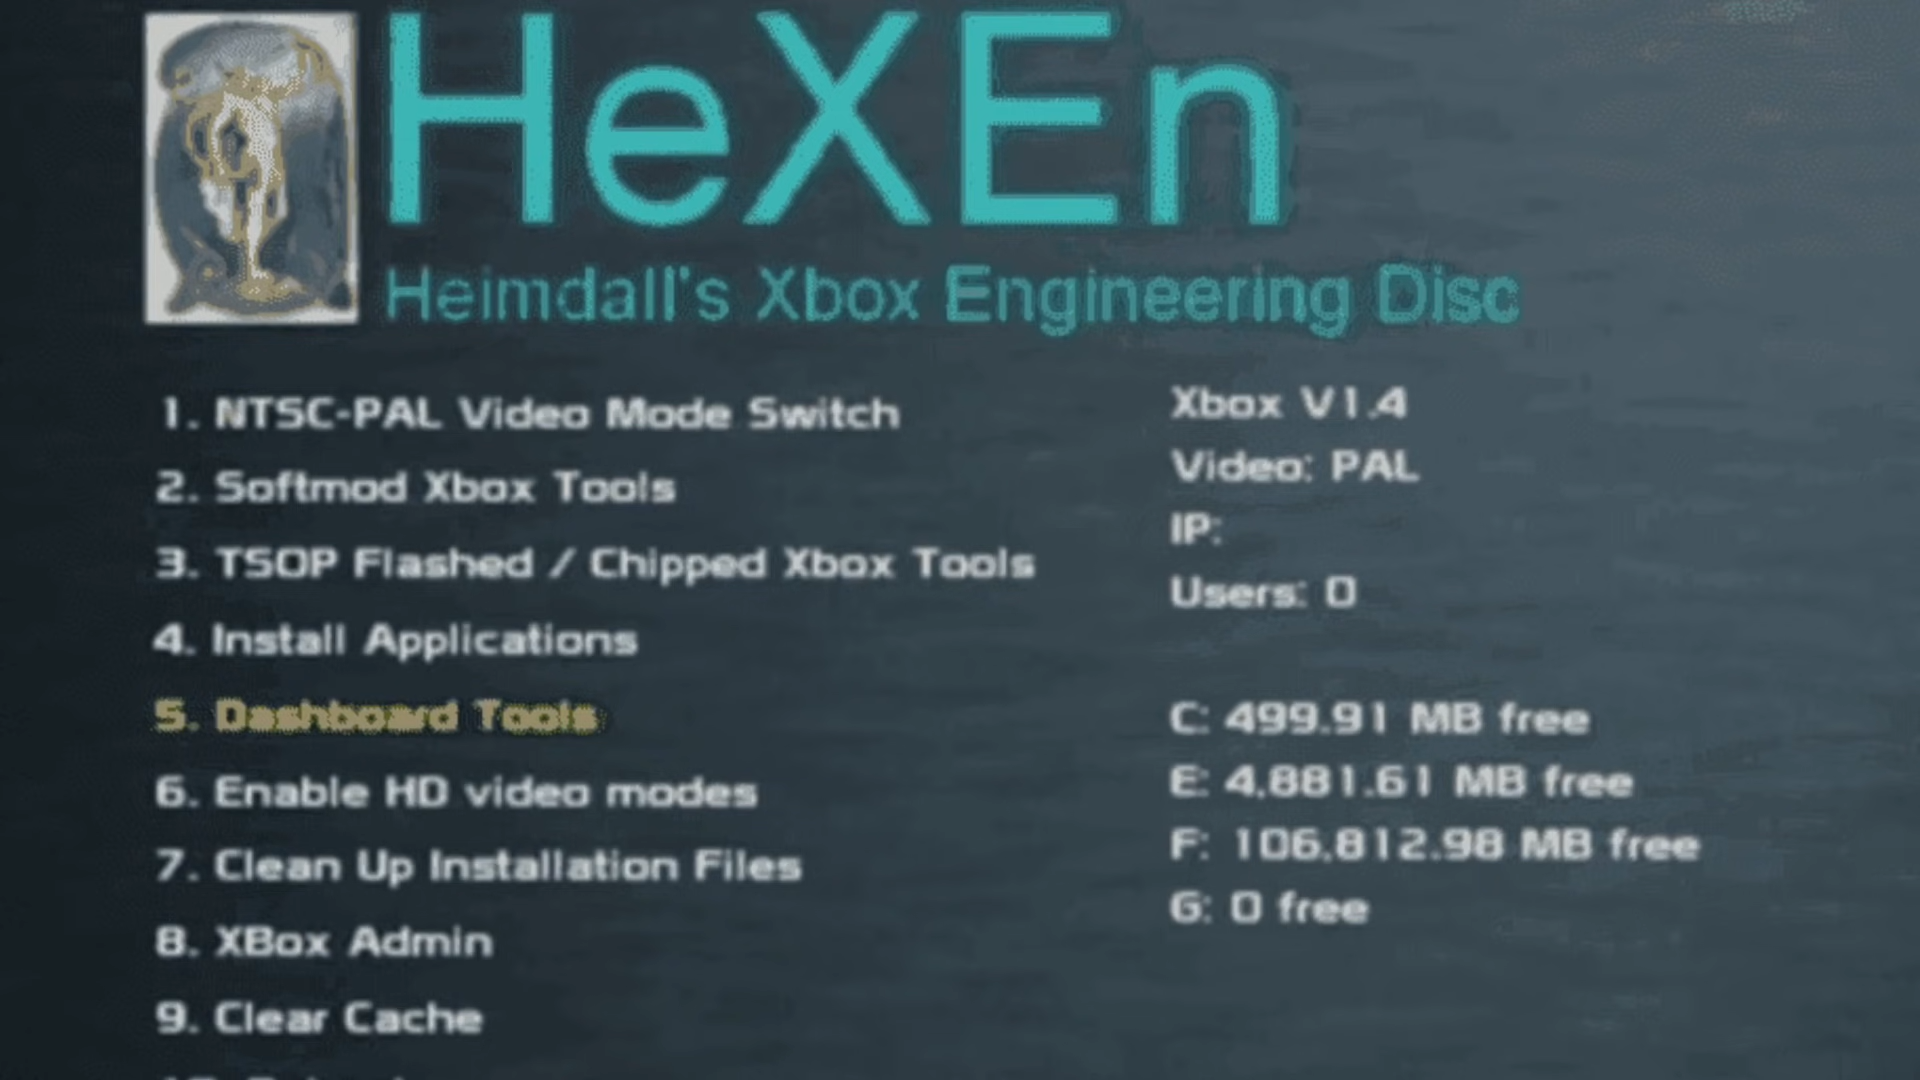 HeXEn
Heimdall's Xbox Engineering Disc
1. NTSC-PAL Video Mode Switch
2. Softmod Xbox Tools
3. TSOP Flashed / Chipped Xbox Tools
4. Install Applications
5. Dashboard Tools
6. Enable HD video modes
7. Clean Up Installation Files
8. XBox Admin
9. Clear Cache
Xbox V1.4
Video: PAL
IP:
Users: 0
C: 499.91 MB free
E: 4,881.61 MB free
F: 106,812.98 MB free
G: 0 free